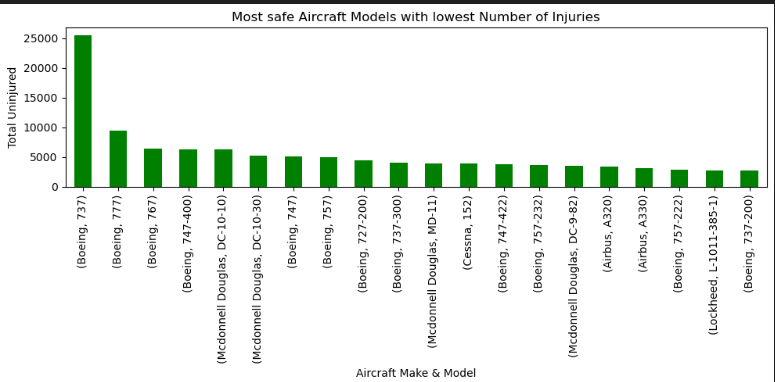 Most safe Aircraft Models with lowest Number of Injuries
Total Uninjured
25000
20000
15000
10000
5000
0
(Boeing, 737)
(Boeing, 777)
(Boeing, 767)
(Boeing, 747-400)
(Mcdonnell Douglas, DC-10-10)
(Mcdonnell Douglas, DC-10-30)
(Boeing, 747)
(Boeing, 757)
(Boeing, 727-200)
(Boeing, 737-300)
(Mcdonnell Douglas, MD-11)
(Cessna, 152)
(Boeing, 747-422)
(Boeing, 757-232)
(Mcdonnell Douglas, DC-9-82)
(Airbus, A320)
(Airbus, A330)
(Boeing, 757-222)
(Lockheed, L-1011-385-1)
(Boeing, 737-200)
Aircraft Make & Model